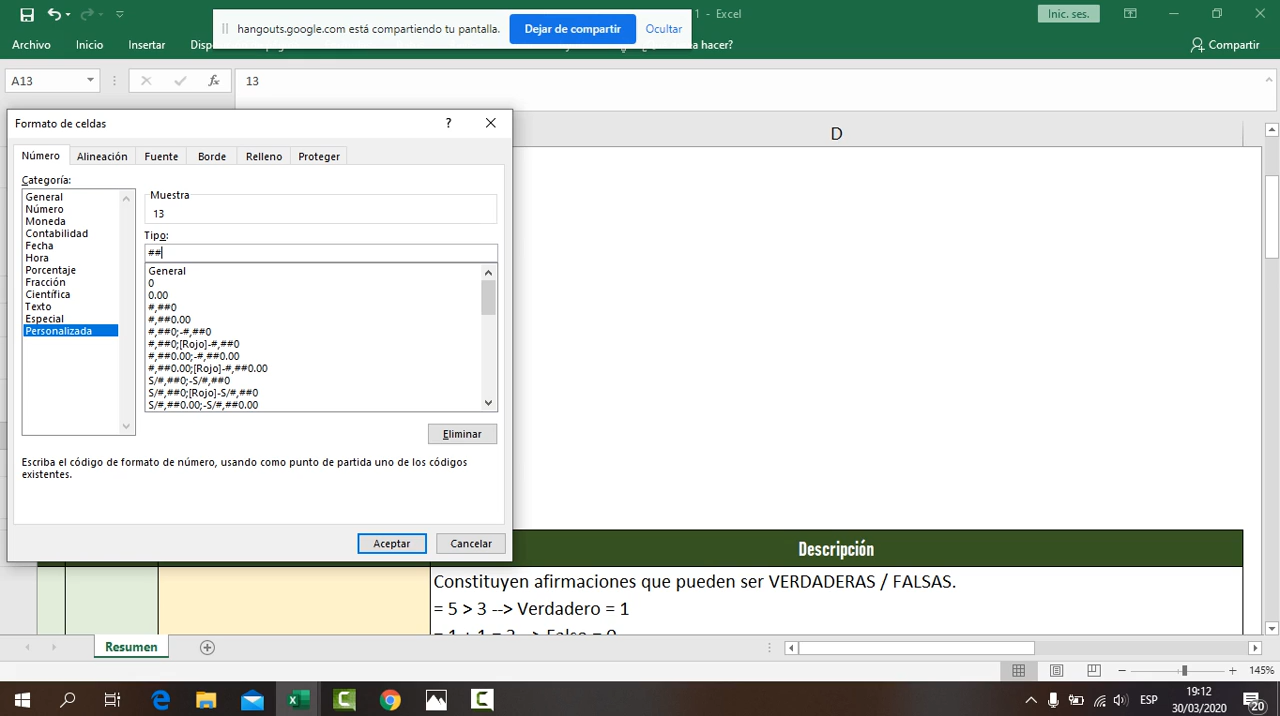 1 - Excel
Inic. ses.
hangouts.google.com está compartiendo tu pantalla.
Dejar de compartir
Ocultar
Archivo
Inicio
Insertar
hacer?
Compartir
A13
fx
13
D
Formato de celdas
?
Número
Alineación
Fuente
Borde
Relleno
Proteger
Categoría:
General
Número
Moneda
Contabilidad
Fecha
Hora
Porcentaje
Fracción
Científica
Texto
Especial
Personalizada
Muestra
13
Tipo:
##
General
0
0.00
#,##0
#,##0.00
#,##0;-#,##0
#,##0;[Rojo]-#,##0
#,##0.00;-#,##0.00
#,##0.00;[Rojo]-#,##0.00
S/#,##0;-S/#,##0
S/#,##0;[Rojo]-S/#,##0
S/#,##0.00;-S/#,##0.00
Eliminar
Escriba el código de formato de número, usando como punto de partida uno de los códigos
existentes.
Aceptar
Cancelar
Descripción
Constituyen afirmaciones que pueden ser VERDADERAS / FALSAS.
= 5 > 3 --> Verdadero = 1
Resumen
145%
ESP
19:12
30/03/2020
20